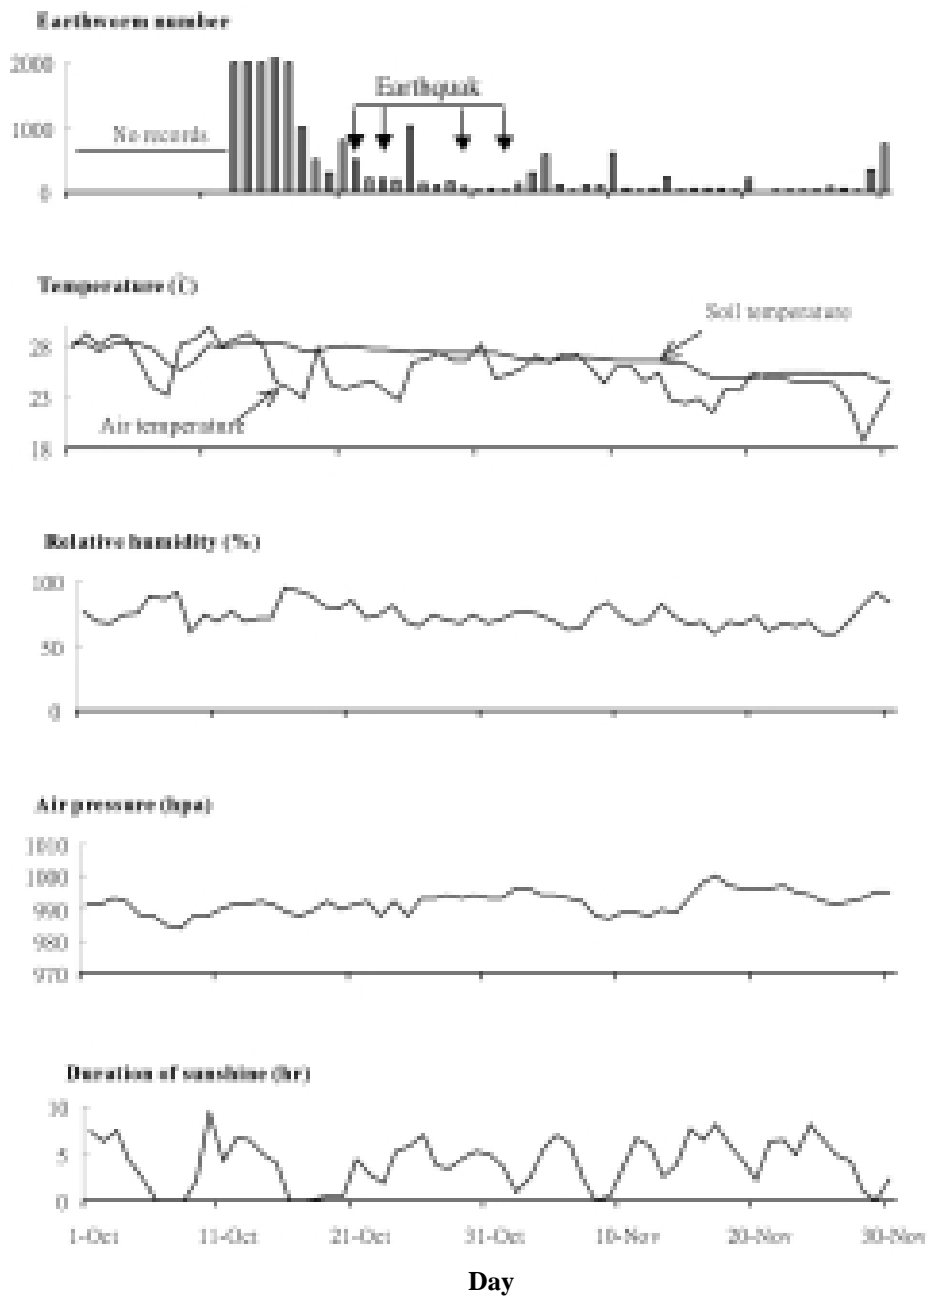 Earthworm number
2000
Earthquak
1000
No records
0
Temperature (℃)
Soil temperature
28
23
Air temperature
18
Relative humidity (%)
100
50
0
Air pressure (hpa)
1010
1000
990
980
970
Duration of sunshine (hr)
10
5
0
1-Oct 11-Oct 21-Oct 31-Oct 10-Nov 20-Nov 30-Nov
Day